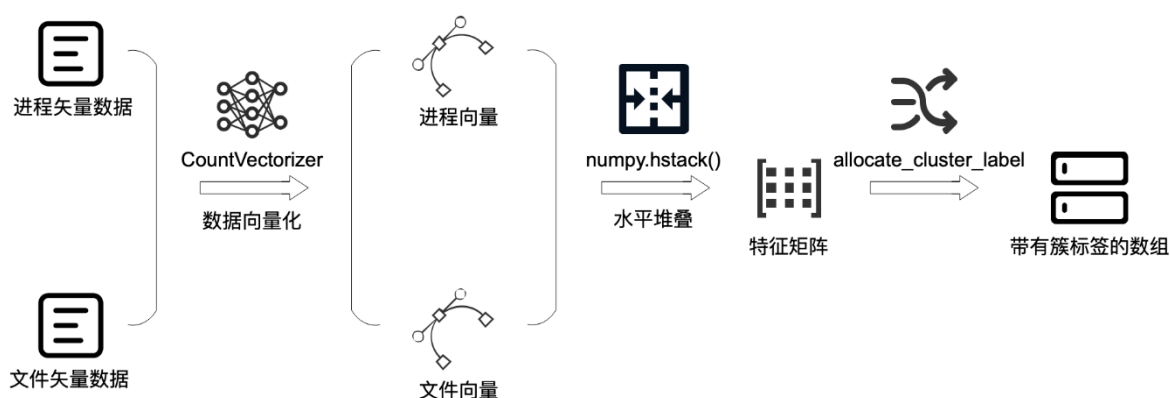 进程矢量数据
文件矢量数据
CountVectorizer
数据向量化
进程向量
文件向量
numpy.hstack()
水平堆叠
特征矩阵
allocate_cluster_label
带有簇标签的数组